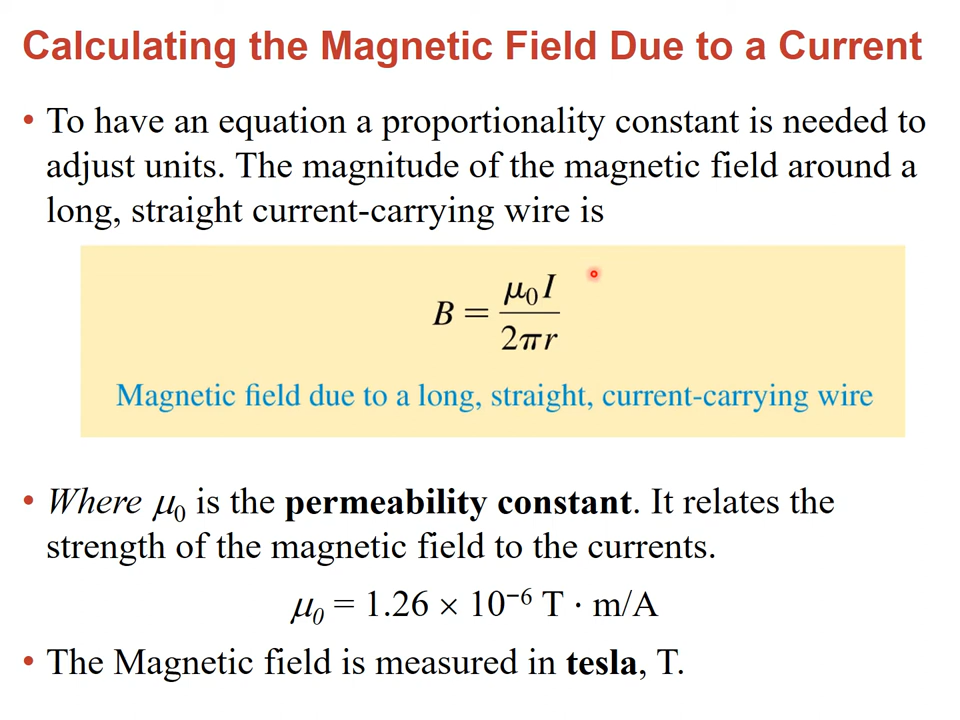 Calculating the Magnetic Field Due to a Current
• To have an equation a proportionality constant is needed to
adjust units. The magnitude of the magnetic field around a
long, straight current-carrying wire is
B = μ₀I / 2πr
Magnetic field due to a long, straight, current-carrying wire
• Where μ₀ is the permeability constant. It relates the
strength of the magnetic field to the currents.
μ₀ = 1.26 × 10⁻⁶ T · m/A
• The Magnetic field is measured in tesla, T.